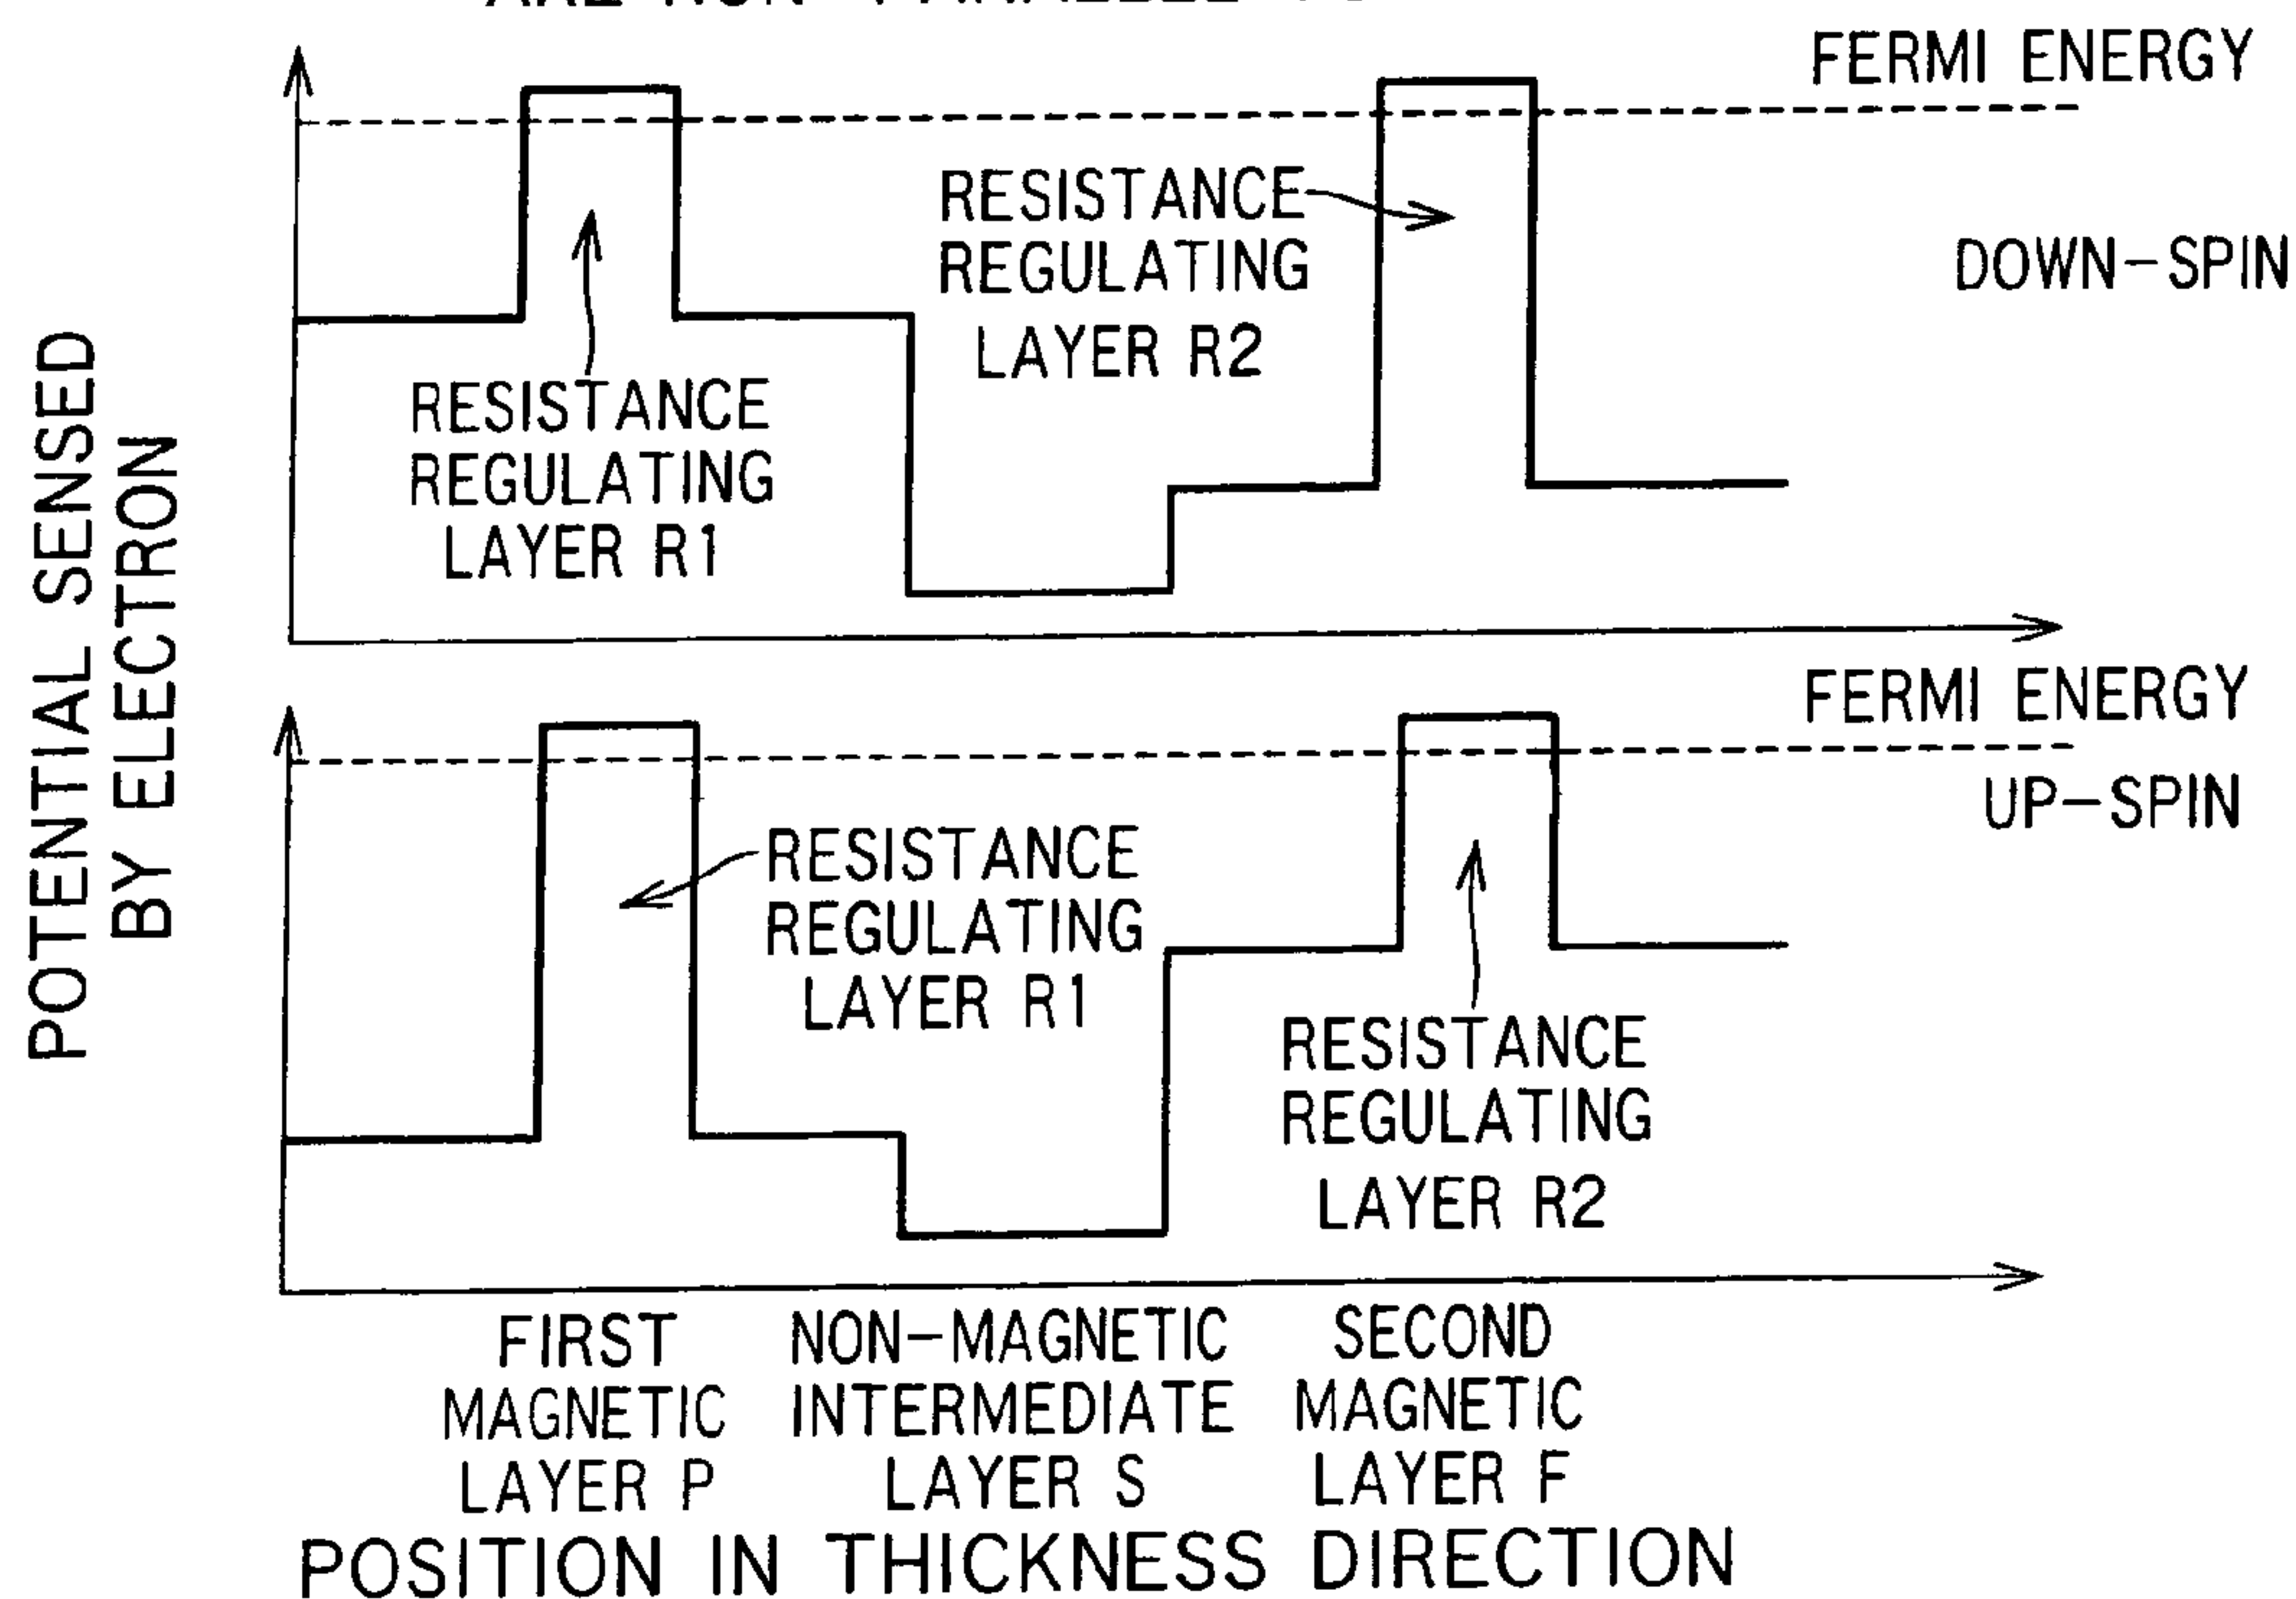 FERMI ENERGY
RESISTANCE
REGULATING
LAYER R2
DOWN-SPIN
RESISTANCE
REGULATING
LAYER R1
POTENTIAL SENSED
BY ELECTRON
FERMI ENERGY
UP-SPIN
RESISTANCE
REGULATING
LAYER R1
RESISTANCE
REGULATING
LAYER R2
FIRST
MAGNETIC
LAYER P
NON-MAGNETIC
INTERMEDIATE
LAYER S
SECOND
MAGNETIC
LAYER F
POSITION IN THICKNESS DIRECTION